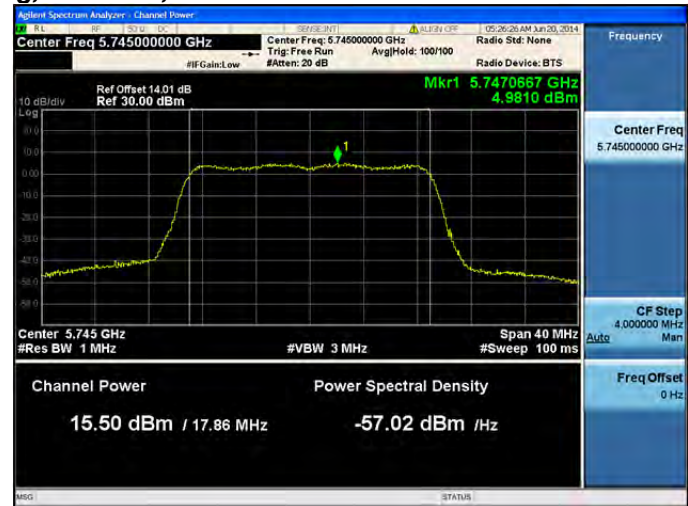 Agilent Spectrum Analyzer - Channel Power
RL RF 50 Ω DC SENSE:INT ALIGN OFF 05:26:26 AM Jun 20, 2014
Center Freq 5.745000000 GHz
Center Freq: 5.745000000 GHz
Radio Std: None
Trig: Free Run Avg|Hold: 100/100
#IFGain:Low #Atten: 20 dB Radio Device: BTS
Frequency
Mkr1 5.7470667 GHz
4.9810 dBm
Ref Offset 14.01 dB
10 dB/div Ref 30.00 dBm
Log
1
0.00
-10.0
Center Freq
5.745000000 GHz
CF Step
4.000000 MHz
Auto Man
Freq Offset
0 Hz
Center 5.745 GHz Span 40 MHz
#Res BW 1 MHz #VBW 3 MHz #Sweep 100 ms
Channel Power Power Spectral Density
15.50 dBm / 17.86 MHz -57.02 dBm /Hz
MSG STATUS